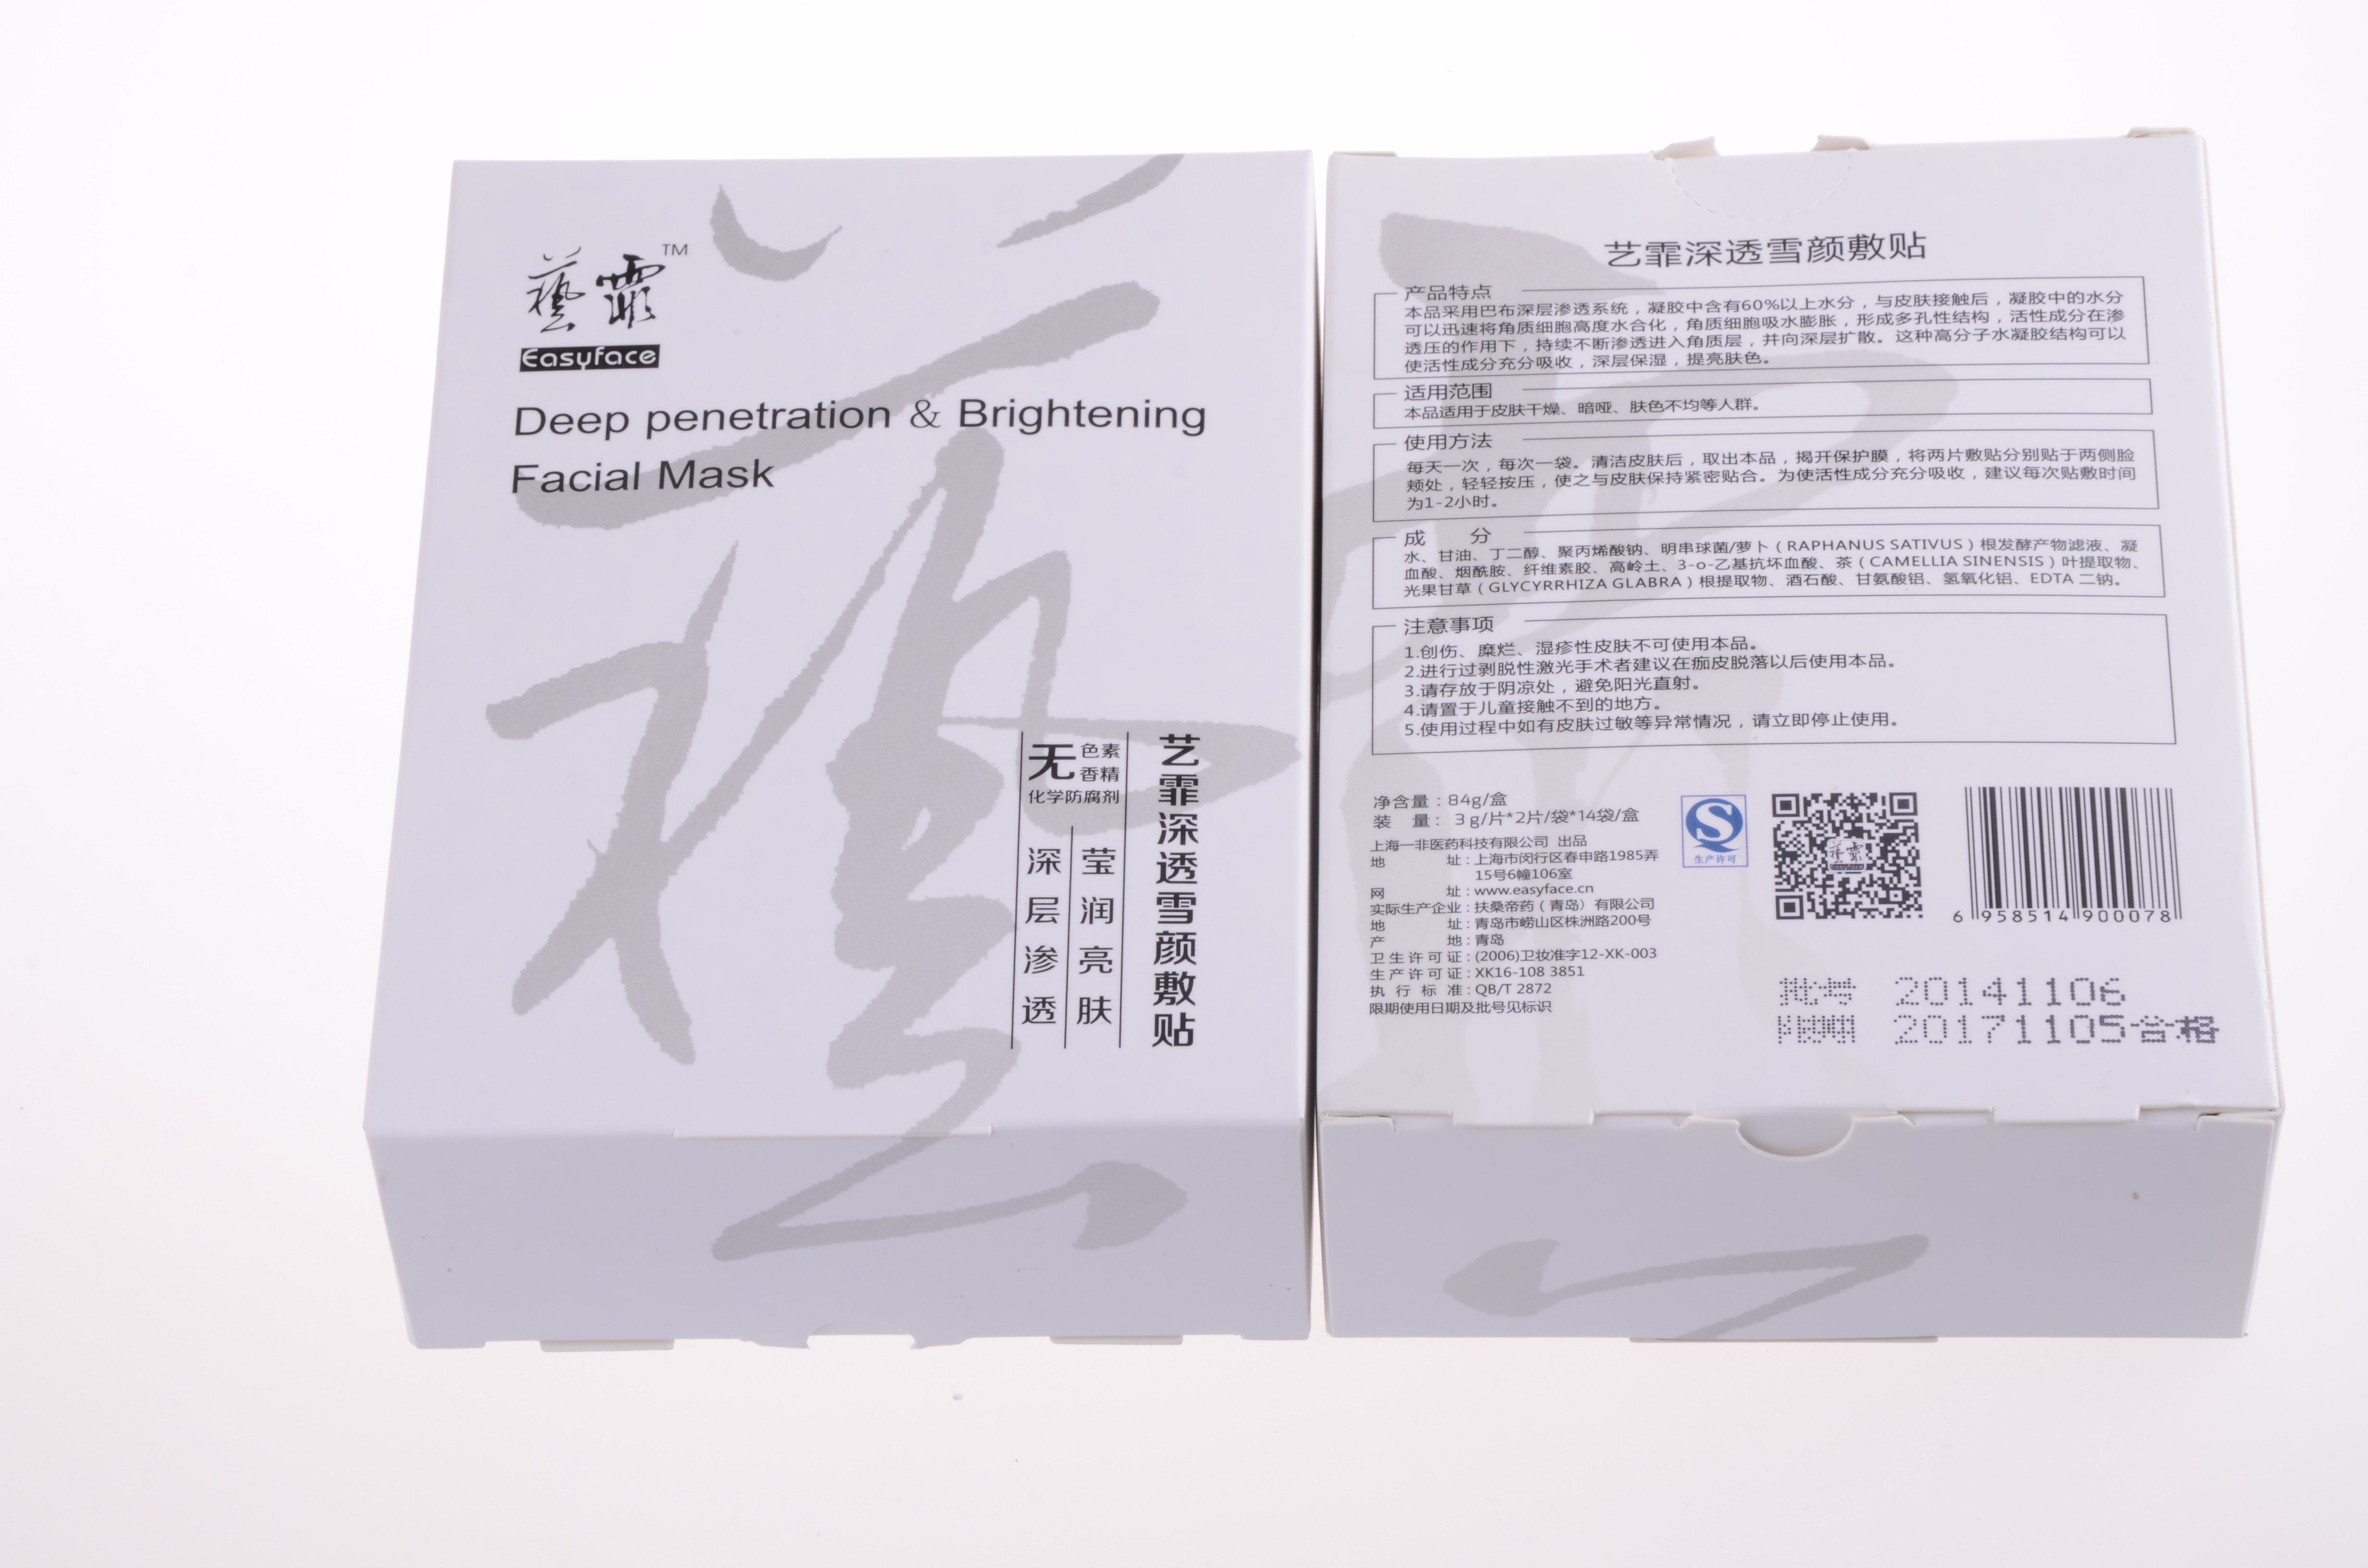 藝霏 TM
Easyface
Deep penetration & Brightening
Facial Mask
艺霏深透雪颜敷贴
无 色素
香精
化学防腐剂
莹润亮肤
深层渗透
艺霏深透雪颜敷贴
产品特点
本品采用巴布深层渗透系统，凝胶中含有60%以上水分，与皮肤接触后，凝胶中的水分
可以迅速将角质细胞高度水合化，角质细胞吸水膨胀，形成多孔性结构，活性成分在渗
透压的作用下，持续不断渗透进入角质层，并向深层扩散。这种高分子水凝胶结构可以
使活性成分充分吸收，深层保湿，提亮肤色。
适用范围
本品适用于皮肤干燥、暗哑、肤色不均等人群。
使用方法
每天一次，每次一袋。清洁皮肤后，取出本品，揭开保护膜，将两片敷贴分别贴于两侧脸
颊处，轻轻按压，使之与皮肤保持紧密贴合。为使活性成分充分吸收，建议每次贴敷时间
为1-2小时。
成 分
水、甘油、丁二醇、聚丙烯酸钠、明串球菌/萝卜（RAPHANUS SATIVUS）根发酵产物滤液、凝
血酸、烟酰胺、纤维素胶、高岭土、3-o-乙基抗坏血酸、茶（CAMELLIA SINENSIS）叶提取物、
光果甘草（GLYCYRRHIZA GLABRA）根提取物、酒石酸、甘氨酸铝、氢氧化铝、EDTA 二钠。
注意事项
1.创伤、糜烂、湿疹性皮肤不可使用本品。
2.进行过剥脱性激光手术者建议在痂皮脱落以后使用本品。
3.请存放于阴凉处，避免阳光直射。
4.请置于儿童接触不到的地方。
5.使用过程中如有皮肤过敏等异常情况，请立即停止使用。
净含量：84g/盒
装 量：3 g/片*2片/袋*14袋/盒
上海一非医药科技有限公司 出品
地 址：上海市闵行区春申路1985弄
15号6幢106室
网 址：www.easyface.cn
实际生产企业：扶桑帝药（青岛）有限公司
地 址：青岛市崂山区株洲路200号
产 地：青岛
卫生许可证：(2006)卫妆准字12-XK-003
生产许可证：XK16-108 3851
执行标准：QB/T 2872
限期使用日期及批号见标识
生产许可
藝霏
Easyface
6 958514 900078
批号 20141106
限期 20171105合格